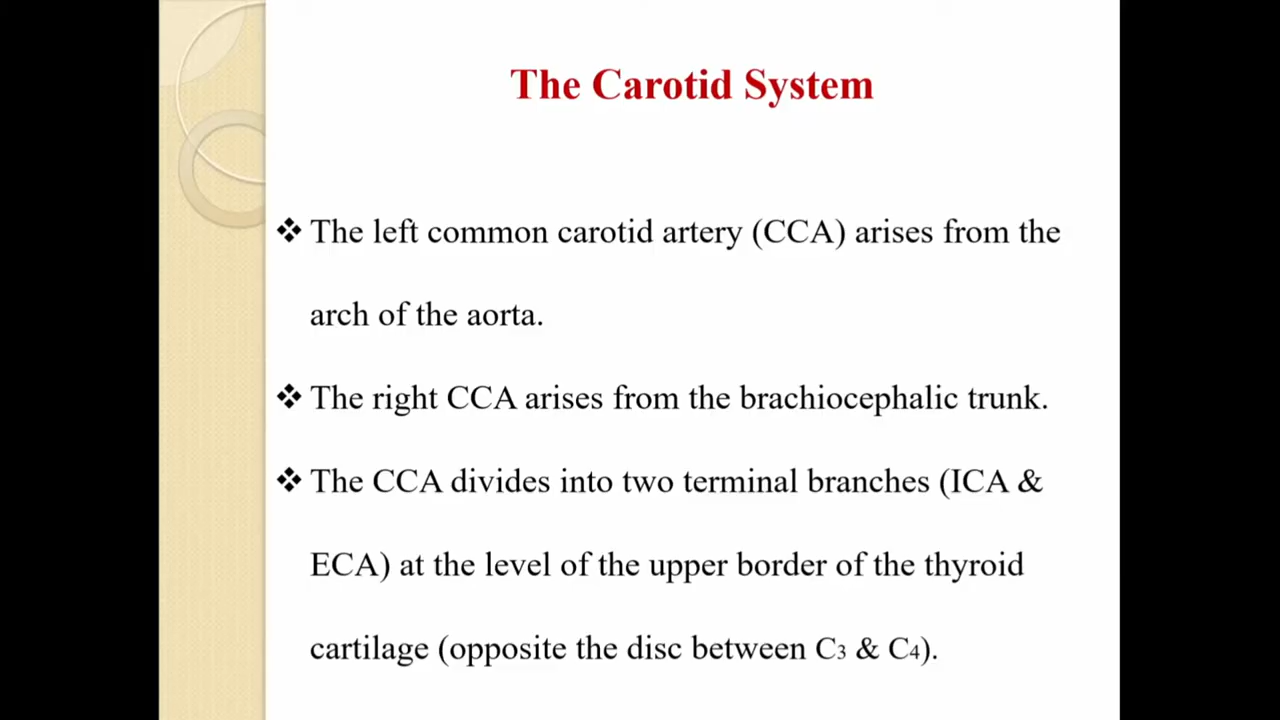 The Carotid System
❖ The left common carotid artery (CCA) arises from the
arch of the aorta.
❖ The right CCA arises from the brachiocephalic trunk.
❖ The CCA divides into two terminal branches (ICA &
ECA) at the level of the upper border of the thyroid
cartilage (opposite the disc between C3 & C4).